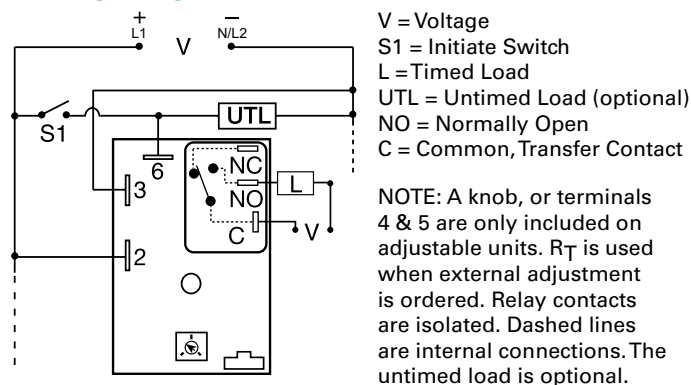 +
L1
V
–
N/L2
S1
UTL
6
3
2
NC
NO
C
L
V
V = Voltage
S1 = Initiate Switch
L = Timed Load
UTL = Untimed Load (optional)
NO = Normally Open
C = Common, Transfer Contact
NOTE: A knob, or terminals
4 & 5 are only included on
adjustable units. RT is used
when external adjustment
is ordered. Relay contacts
are isolated. Dashed lines
are internal connections. The
untimed load is optional.